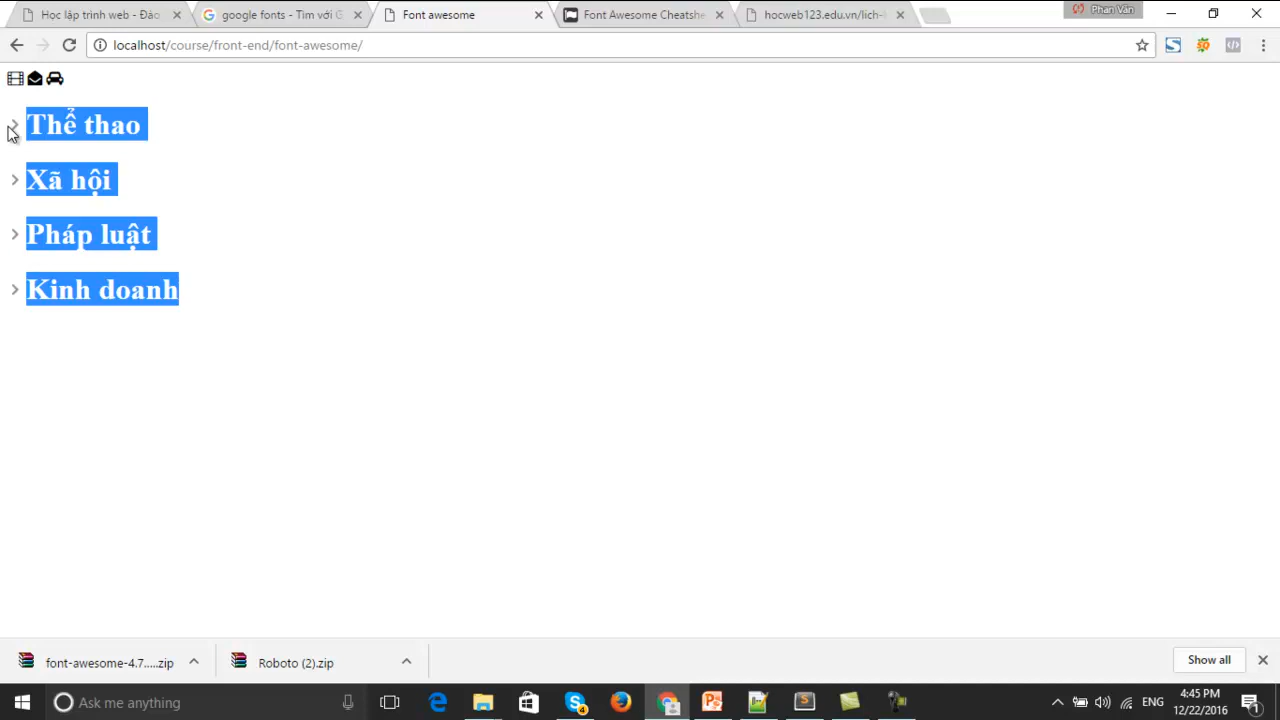 Học lập trình web - Đào
google fonts - Tìm với G
Font awesome
Font Awesome Cheatshe
hocweb123.edu.vn/lich-
Phan Văn
localhost/course/front-end/font-awesome/
Thể thao
Xã hội
Pháp luật
Kinh doanh
font-awesome-4.7.....zip
Roboto (2).zip
Show all
Ask me anything
4
ENG
4:45 PM
12/22/2016
1